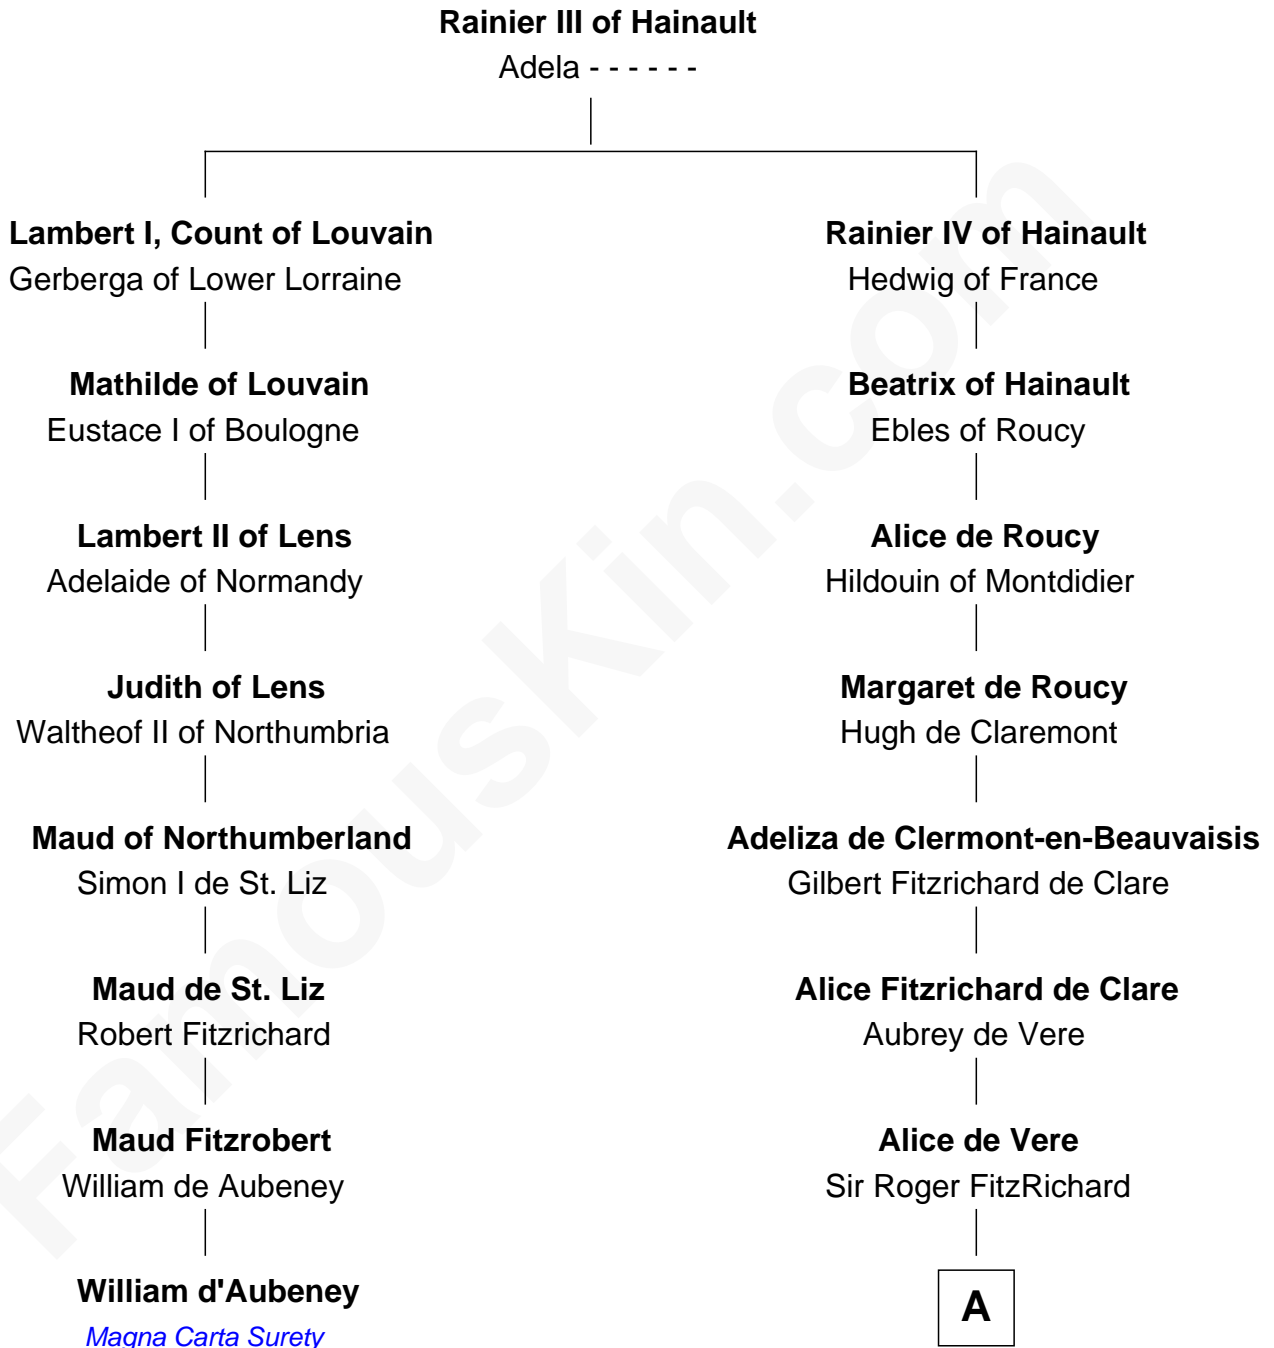 Rainier III of Hainault
Adela - - - - - -
Lambert I, Count of Louvain
Gerberga of Lower Lorraine
Mathilde of Louvain
Eustace I of Boulogne
Lambert II of Lens
Adelaide of Normandy
Judith of Lens
Waltheof II of Northumbria
Maud of Northumberland
Simon I de St. Liz
Maud de St. Liz
Robert Fitzrichard
Maud Fitzrobert
William de Aubeney
William d'Aubeney
Magna Carta Surety
Rainier IV of Hainault
Hedwig of France
Beatrix of Hainault
Ebles of Roucy
Alice de Roucy
Hildouin of Montdidier
Margaret de Roucy
Hugh de Claremont
Adeliza de Clermont-en-Beauvaisis
Gilbert Fitzrichard de Clare
Alice Fitzrichard de Clare
Aubrey de Vere
Alice de Vere
Sir Roger FitzRichard
A
FamousKin.com